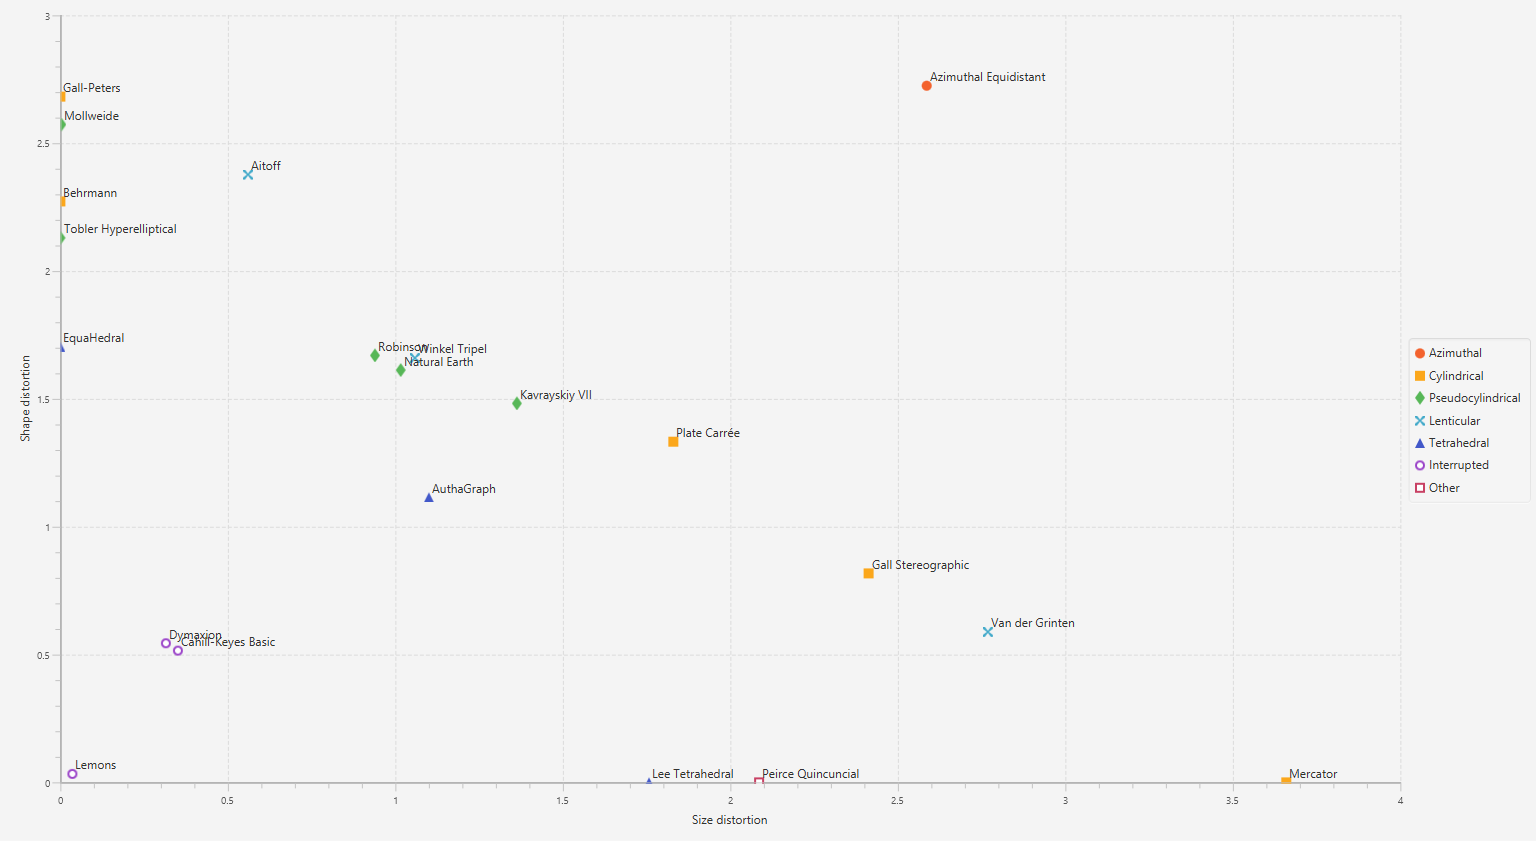 3
Azimuthal Equidistant
Gall-Peters
Mollweide
2.5
Aitoff
Behrmann
Tobler Hyperelliptical
2
EquaHedral
Robinson
Winkel Tripel
Natural Earth
Azimuthal
Cylindrical
Pseudocylindrical
Lenticular
Tetrahedral
Interrupted
Other
Shape distortion
1.5
Kavrayskiy VII
Plate Carrée
AuthaGraph
1
Gall Stereographic
Van der Grinten
Dymaxion
Cahill-Keyes Basic
0.5
Lemons
Lee Tetrahedral
Peirce Quincuncial
Mercator
0
0 0.5 1 1.5 2 2.5 3 3.5 4
Size distortion